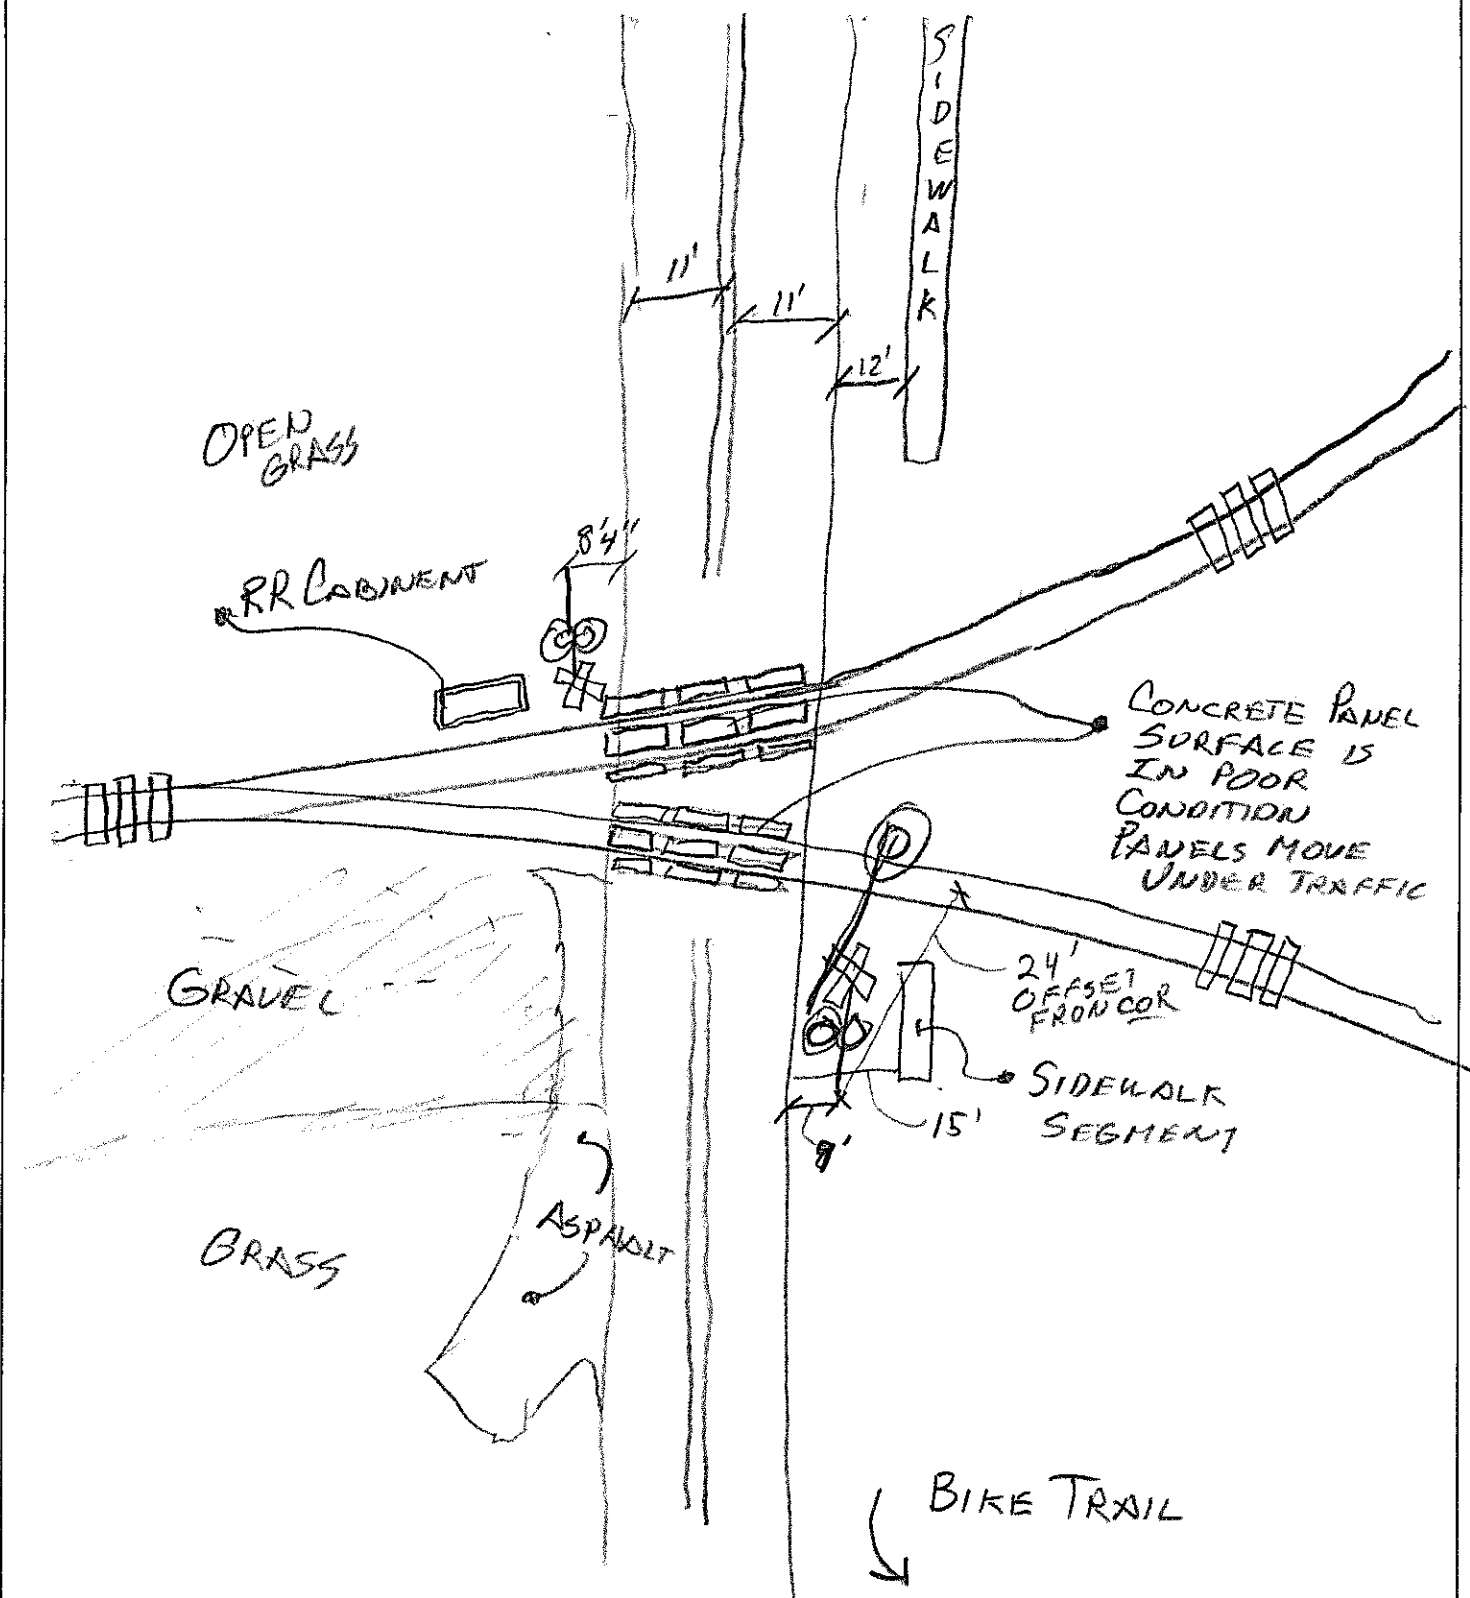 SIDEWALK
11'
11'
12'
OPEN
GRASS
8'4"
RR CABINENT
CONCRETE PANEL
SURFACE IS
IN POOR
CONDITION
PANELS MOVE
UNDER TRAFFIC
GRAVEL
24'
OFFSET
FRON COR
SIDEWALK
SEGMENT
15'
9'
ASPHALT
GRASS
BIKE TRAIL